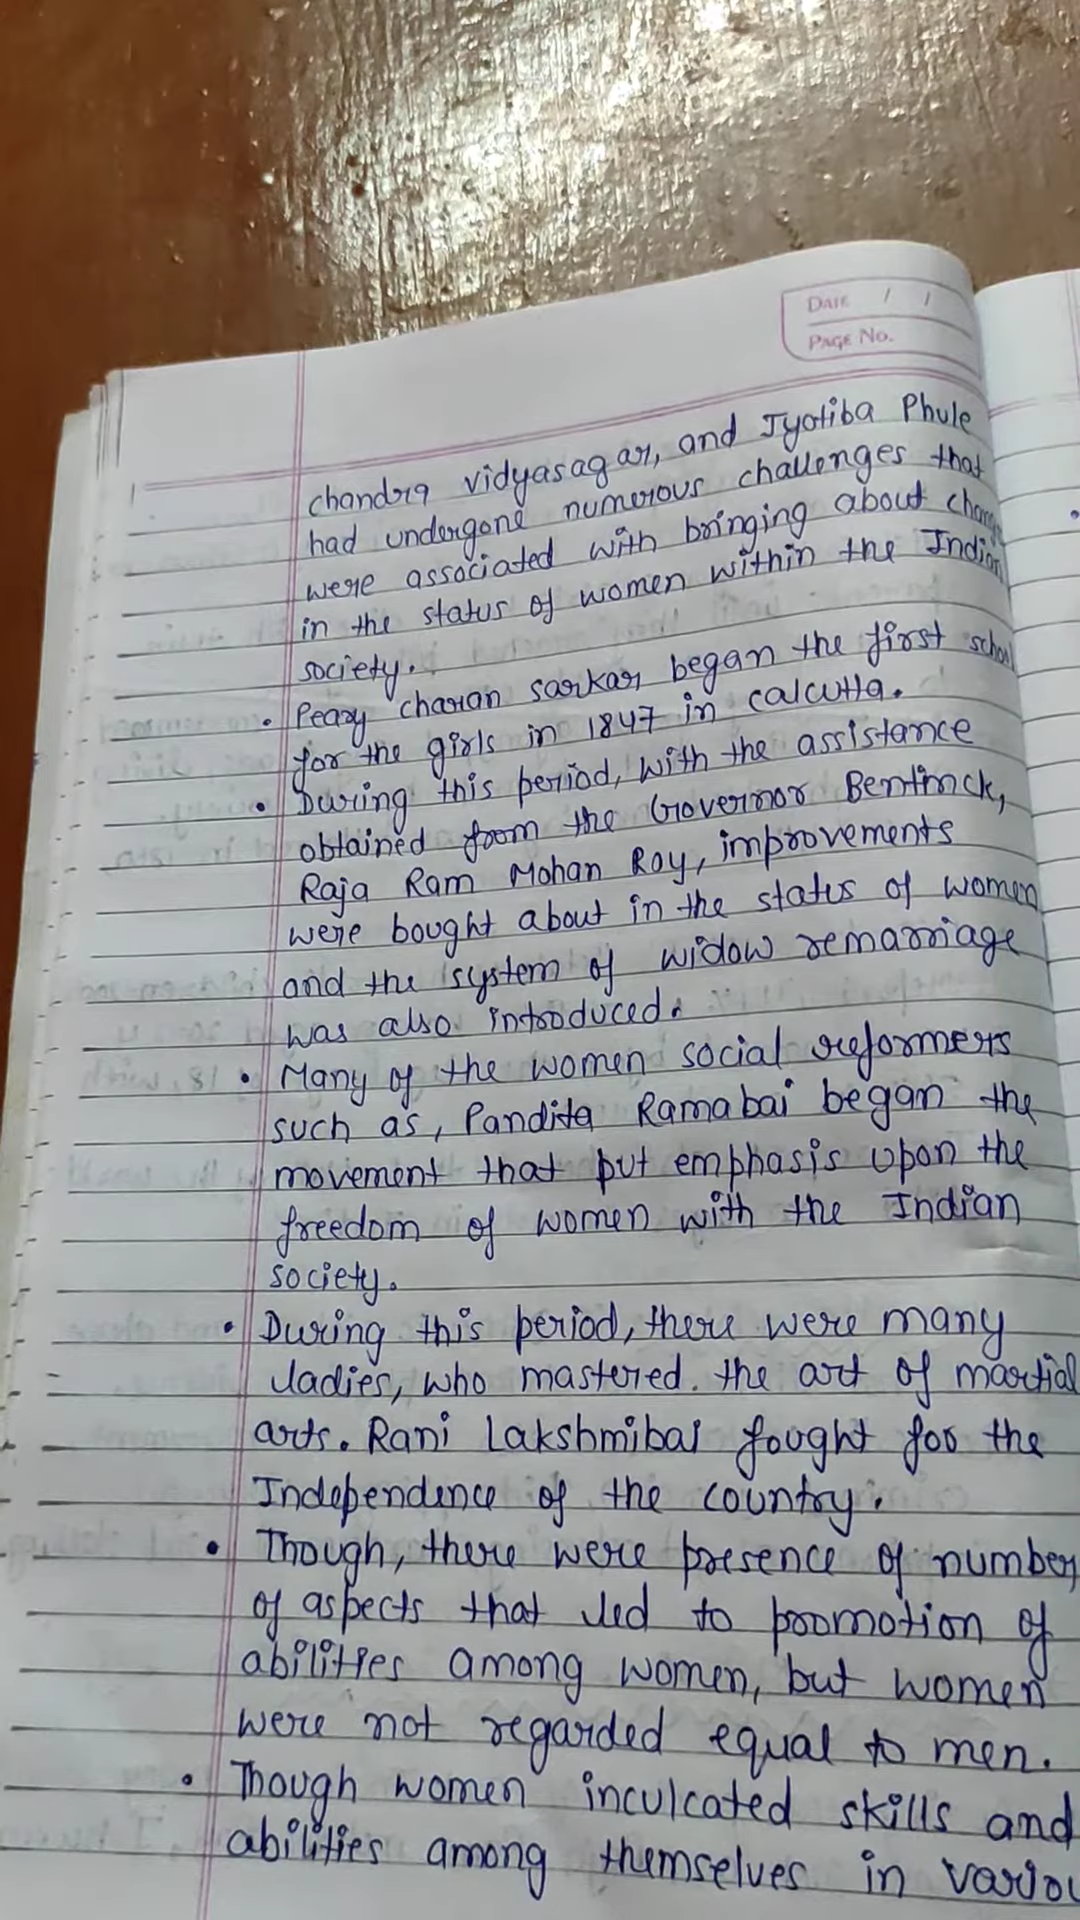 DATE / /
PAGE No.
chandra vidyasagar, and Jyotiba Phule
had undergone numerous challenges that
were associated with bringing about
in the status of women within the Indian
society.
• Peary charan sarkar began the first school
for the girls in 1847 in calcutta.
• During this period, with the assistance
obtained from the Governor Bentinck,
Raja Ram Mohan Roy, improvements
were bought about in the status of women
and the system of widow remarriage
was also introduced.
• Many of the women social reformers
such as, Pandita Ramabai began the
movement that put emphasis upon the
freedom of women with the Indian
society.
• During this period, there were many
ladies, who mastered. the art of martial
arts. Rani Lakshmibai fought for the
Independence of the country.
• Though, there were presence of number
of aspects that led to promotion of
abilities among women, but women
were not regarded equal to men.
• Though women inculcated skills and
abilities among themselves in